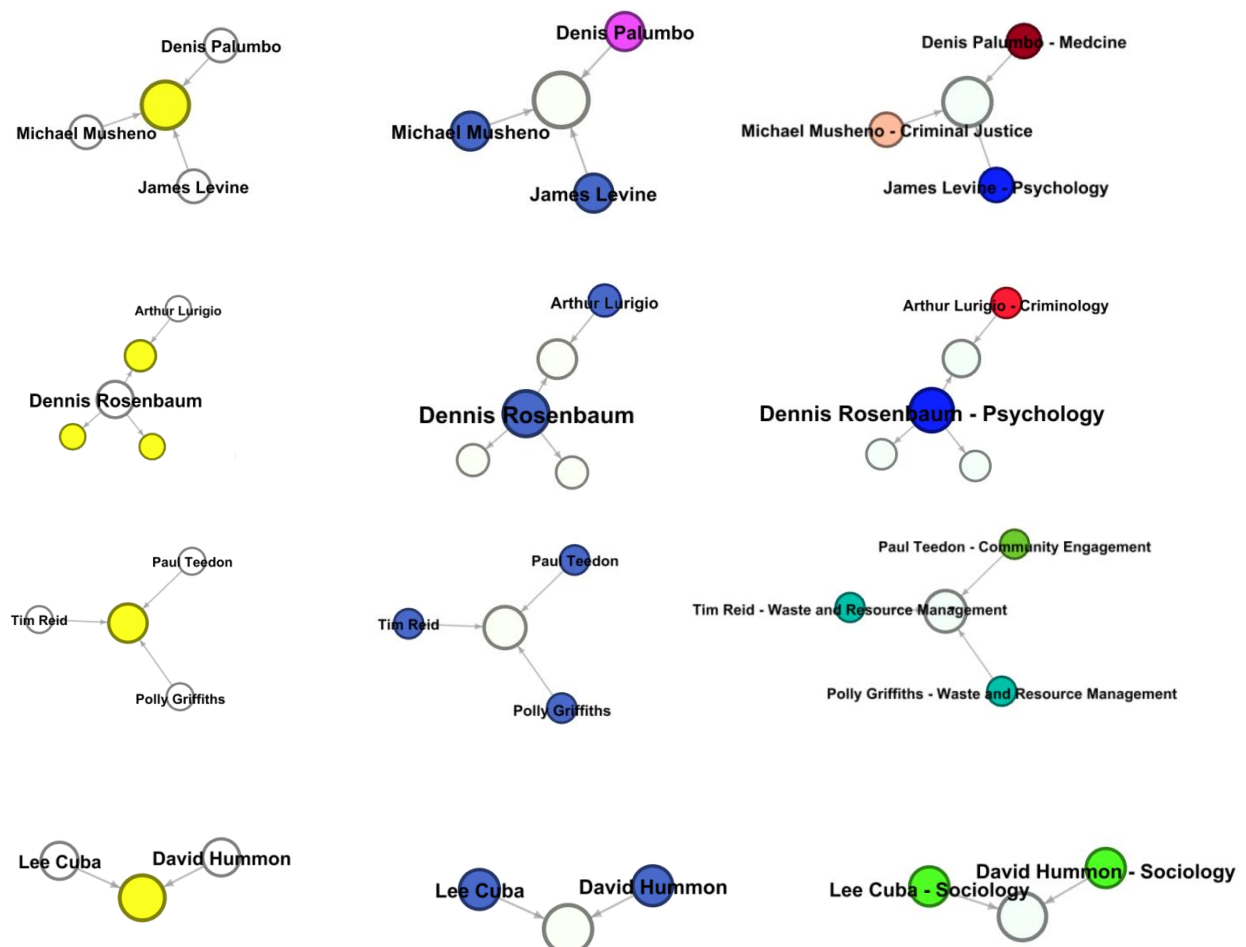 Denis Palumbo
Denis Palumbo
Denis Palumbo - Medcine
Michael Musheno
Michael Musheno
Michael Musheno - Criminal Justice
James Levine
James Levine
James Levine - Psychology
Arthur Lurigio
Arthur Lurigio
Arthur Lurigio - Criminology
Dennis Rosenbaum
Dennis Rosenbaum
Dennis Rosenbaum - Psychology
Paul Teedon
Paul Teedon
Paul Teedon - Community Engagement
Tim Reid
Tim Reid
Tim Reid - Waste and Resource Management
Polly Griffiths
Polly Griffiths
Polly Griffiths - Waste and Resource Management
Lee Cuba
David Hummon
Lee Cuba
David Hummon
Lee Cuba - Sociology
David Hummon - Sociology